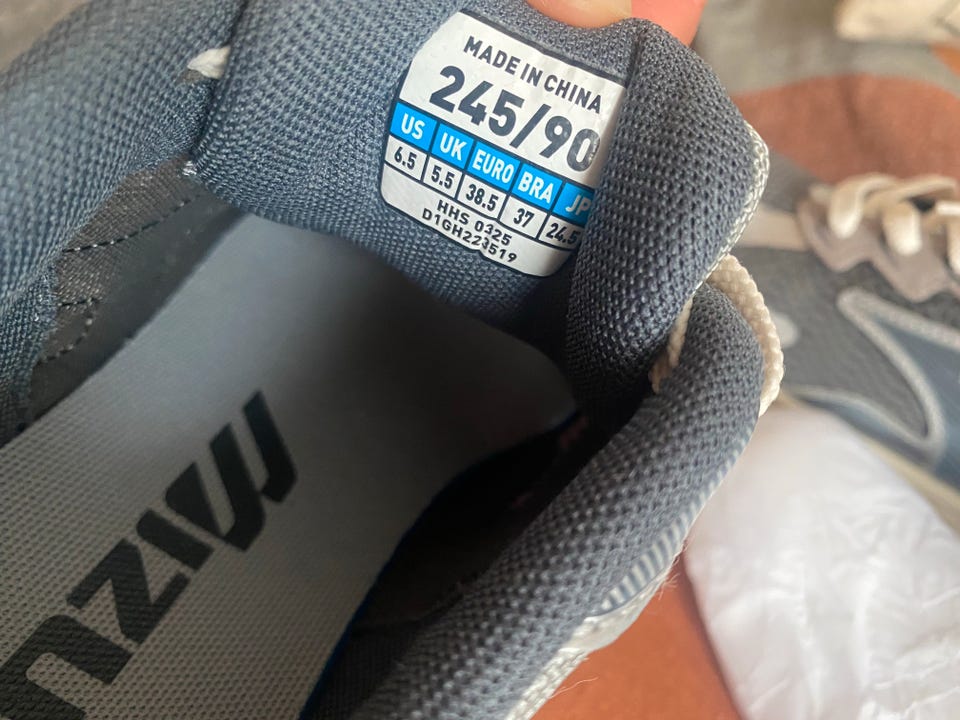 MADE IN CHINA
245/90
US UK EURO BRA JP
6.5 5.5 38.5 37 24.5
HHS 0325
D1GH223519
MIZU